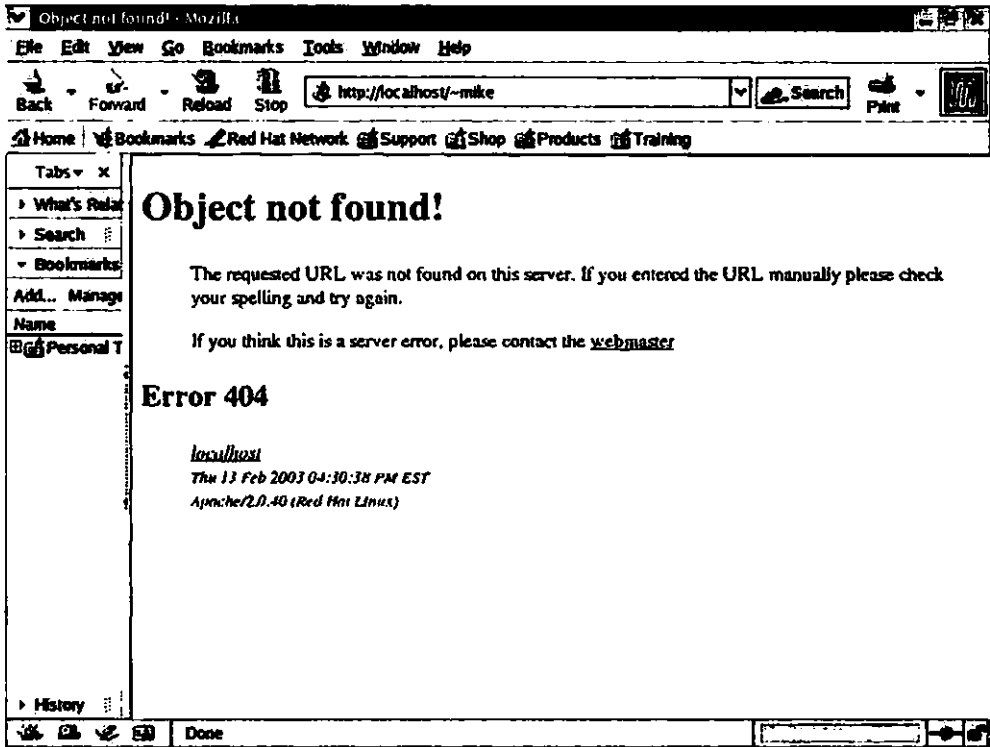 Object not found! - Mozilla
File Edit View Go Bookmarks Tools Window Help
Back Forward Reload Stop http://localhost/~mike Search Print
Home Bookmarks Red Hat Network Support Shop Products Training
Tabs
What's Relat
Search
Bookmarks
Add... Manage
Name
Personal T
Object not found!
The requested URL was not found on this server. If you entered the URL manually please check
your spelling and try again.
If you think this is a server error, please contact the webmaster
Error 404
localhost
Thu 13 Feb 2003 04:30:38 PM EST
Apache/2.0.40 (Red Hat Linux)
History
Done